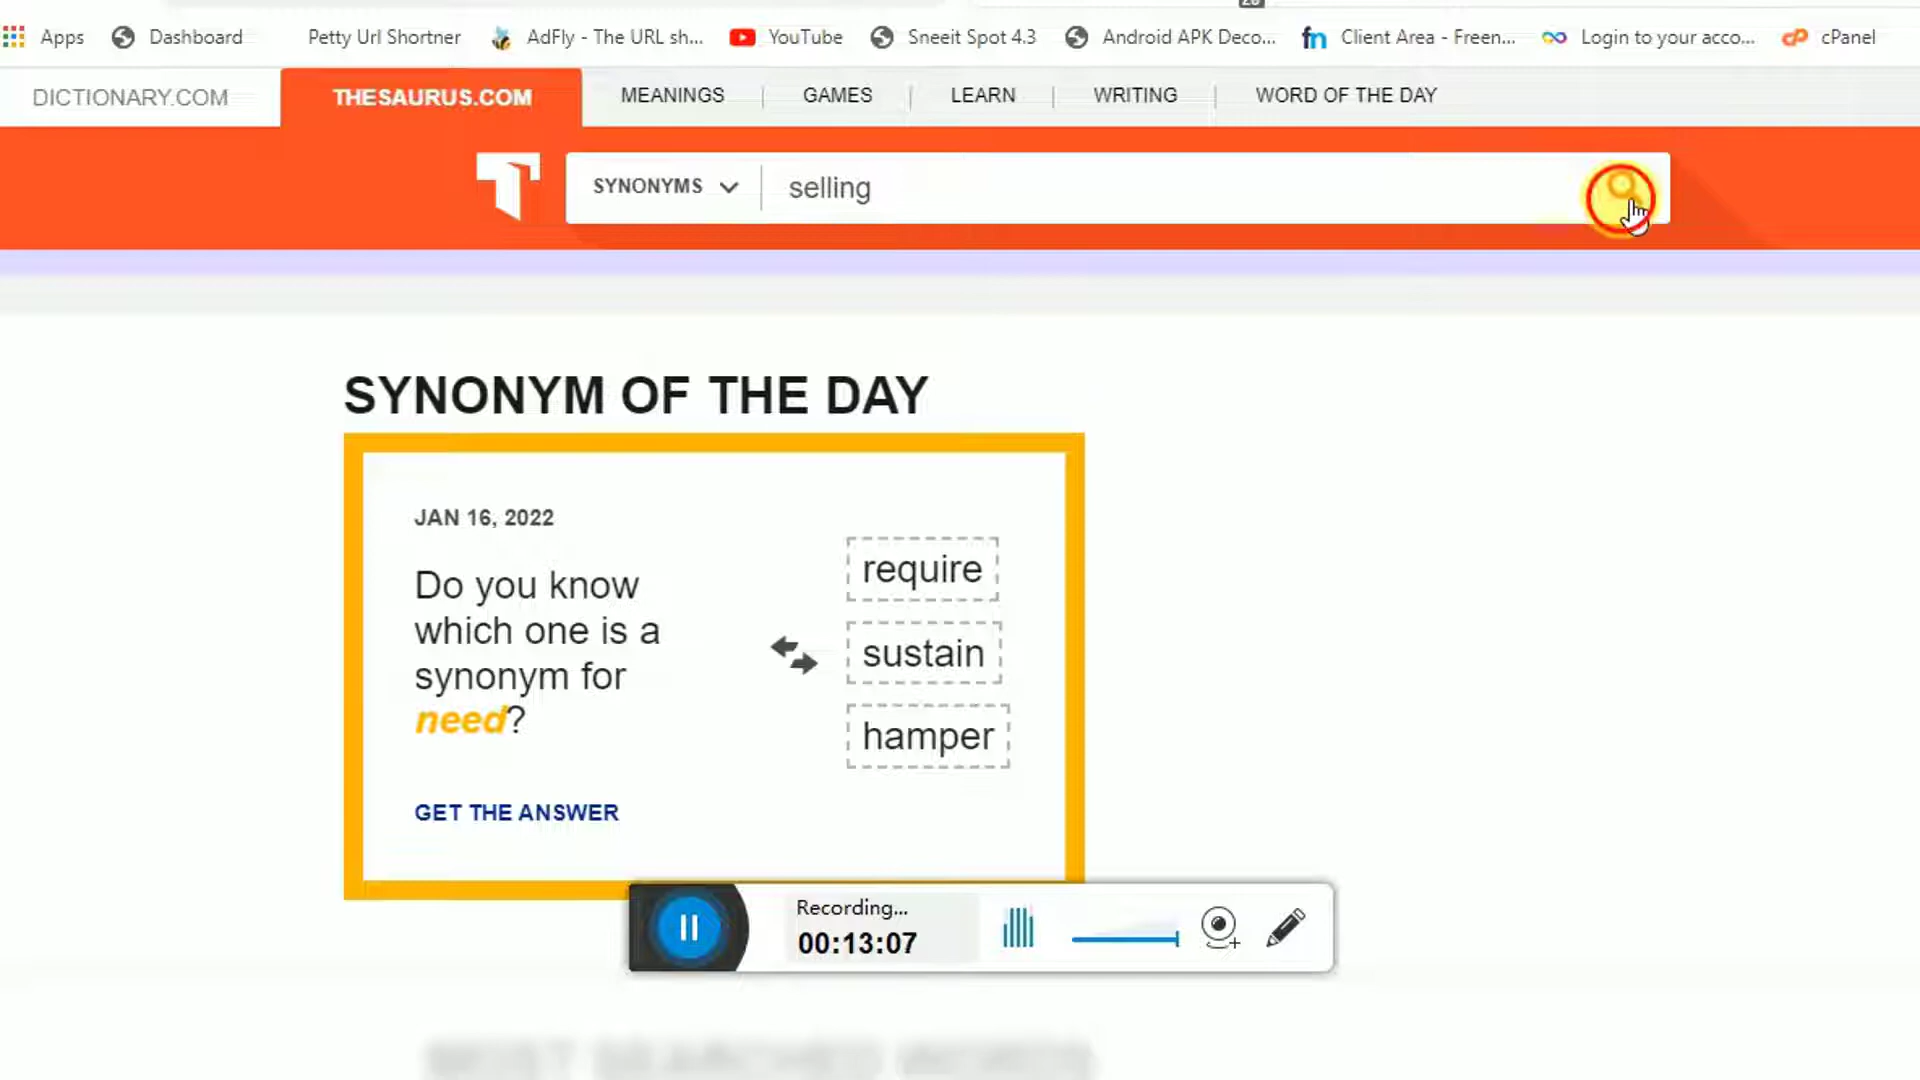 Apps Dashboard Petty Url Shortner AdFly - The URL sh... YouTube Sneeit Spot 4.3 Android APK Deco... Client Area - Freen... Login to your acco... cPanel
DICTIONARY.COM THESAURUS.COM MEANINGS GAMES LEARN WRITING WORD OF THE DAY
SYNONYMS selling
SYNONYM OF THE DAY
JAN 16, 2022
Do you know
which one is a
synonym for
need?
require
sustain
hamper
GET THE ANSWER
Recording...
00:13:07
MOST SEARCHED WORDS